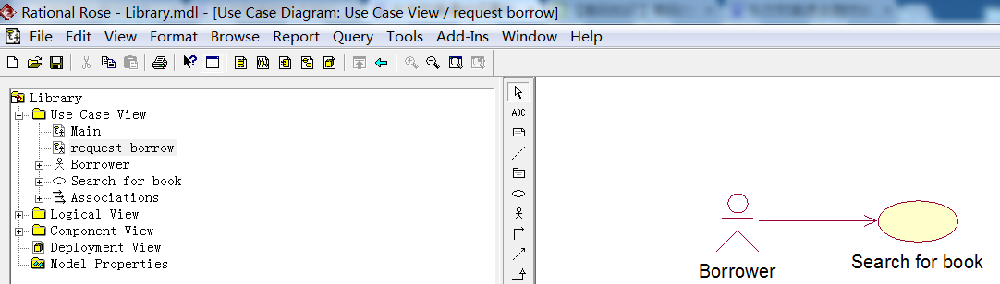 Rational Rose - Library.mdl - [Use Case Diagram: Use Case View / request borrow]
File Edit View Format Browse Report Query Tools Add-Ins Window Help
Library
Use Case View
Main
request borrow
Borrower
Search for book
Associations
Logical View
Component View
Deployment View
Model Properties
ABC
Borrower
Search for book